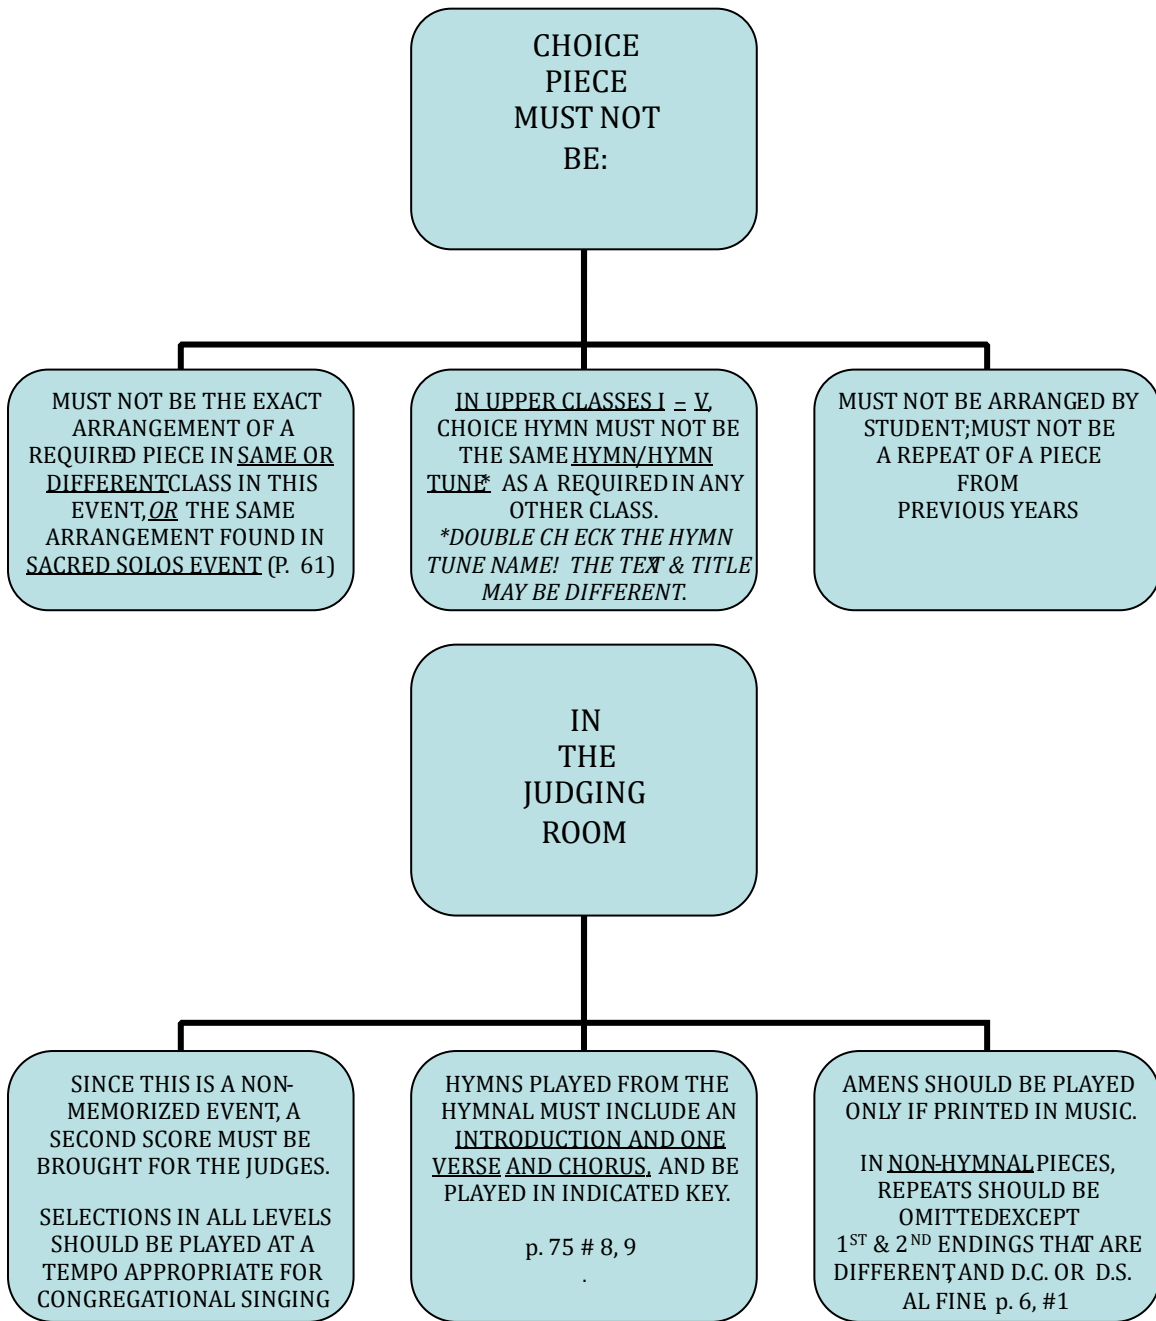 CHOICE
PIECE
MUST NOT
BE:
MUST NOT BE THE EXACT
ARRANGEMENT OF A
REQUIRED PIECE IN SAME OR
DIFFERENT CLASS IN THIS
EVENT, OR THE SAME
ARRANGEMENT FOUND IN
SACRED SOLOS EVENT (P. 61)
IN UPPER CLASSES I – V,
CHOICE HYMN MUST NOT BE
THE SAME HYMN/HYMN
TUNE* AS A REQUIRED IN ANY
OTHER CLASS.
*DOUBLE CH ECK THE HYMN
TUNE NAME! THE TEXT & TITLE
MAY BE DIFFERENT.
MUST NOT BE ARRANGED BY
STUDENT;MUST NOT BE
A REPEAT OF A PIECE
FROM
PREVIOUS YEARS
IN
THE
JUDGING
ROOM
SINCE THIS IS A NON-
MEMORIZED EVENT, A
SECOND SCORE MUST BE
BROUGHT FOR THE JUDGES.
SELECTIONS IN ALL LEVELS
SHOULD BE PLAYED AT A
TEMPO APPROPRIATE FOR
CONGREGATIONAL SINGING
HYMNS PLAYED FROM THE
HYMNAL MUST INCLUDE AN
INTRODUCTION AND ONE
VERSE AND CHORUS, AND BE
PLAYED IN INDICATED KEY.
p. 75 # 8, 9
.
AMENS SHOULD BE PLAYED
ONLY IF PRINTED IN MUSIC.
IN NON-HYMNAL PIECES,
REPEATS SHOULD BE
OMITTED EXCEPT
1ST & 2ND ENDINGS THAT ARE
DIFFERENT, AND D.C. OR D.S.
AL FINE. p. 6, #1